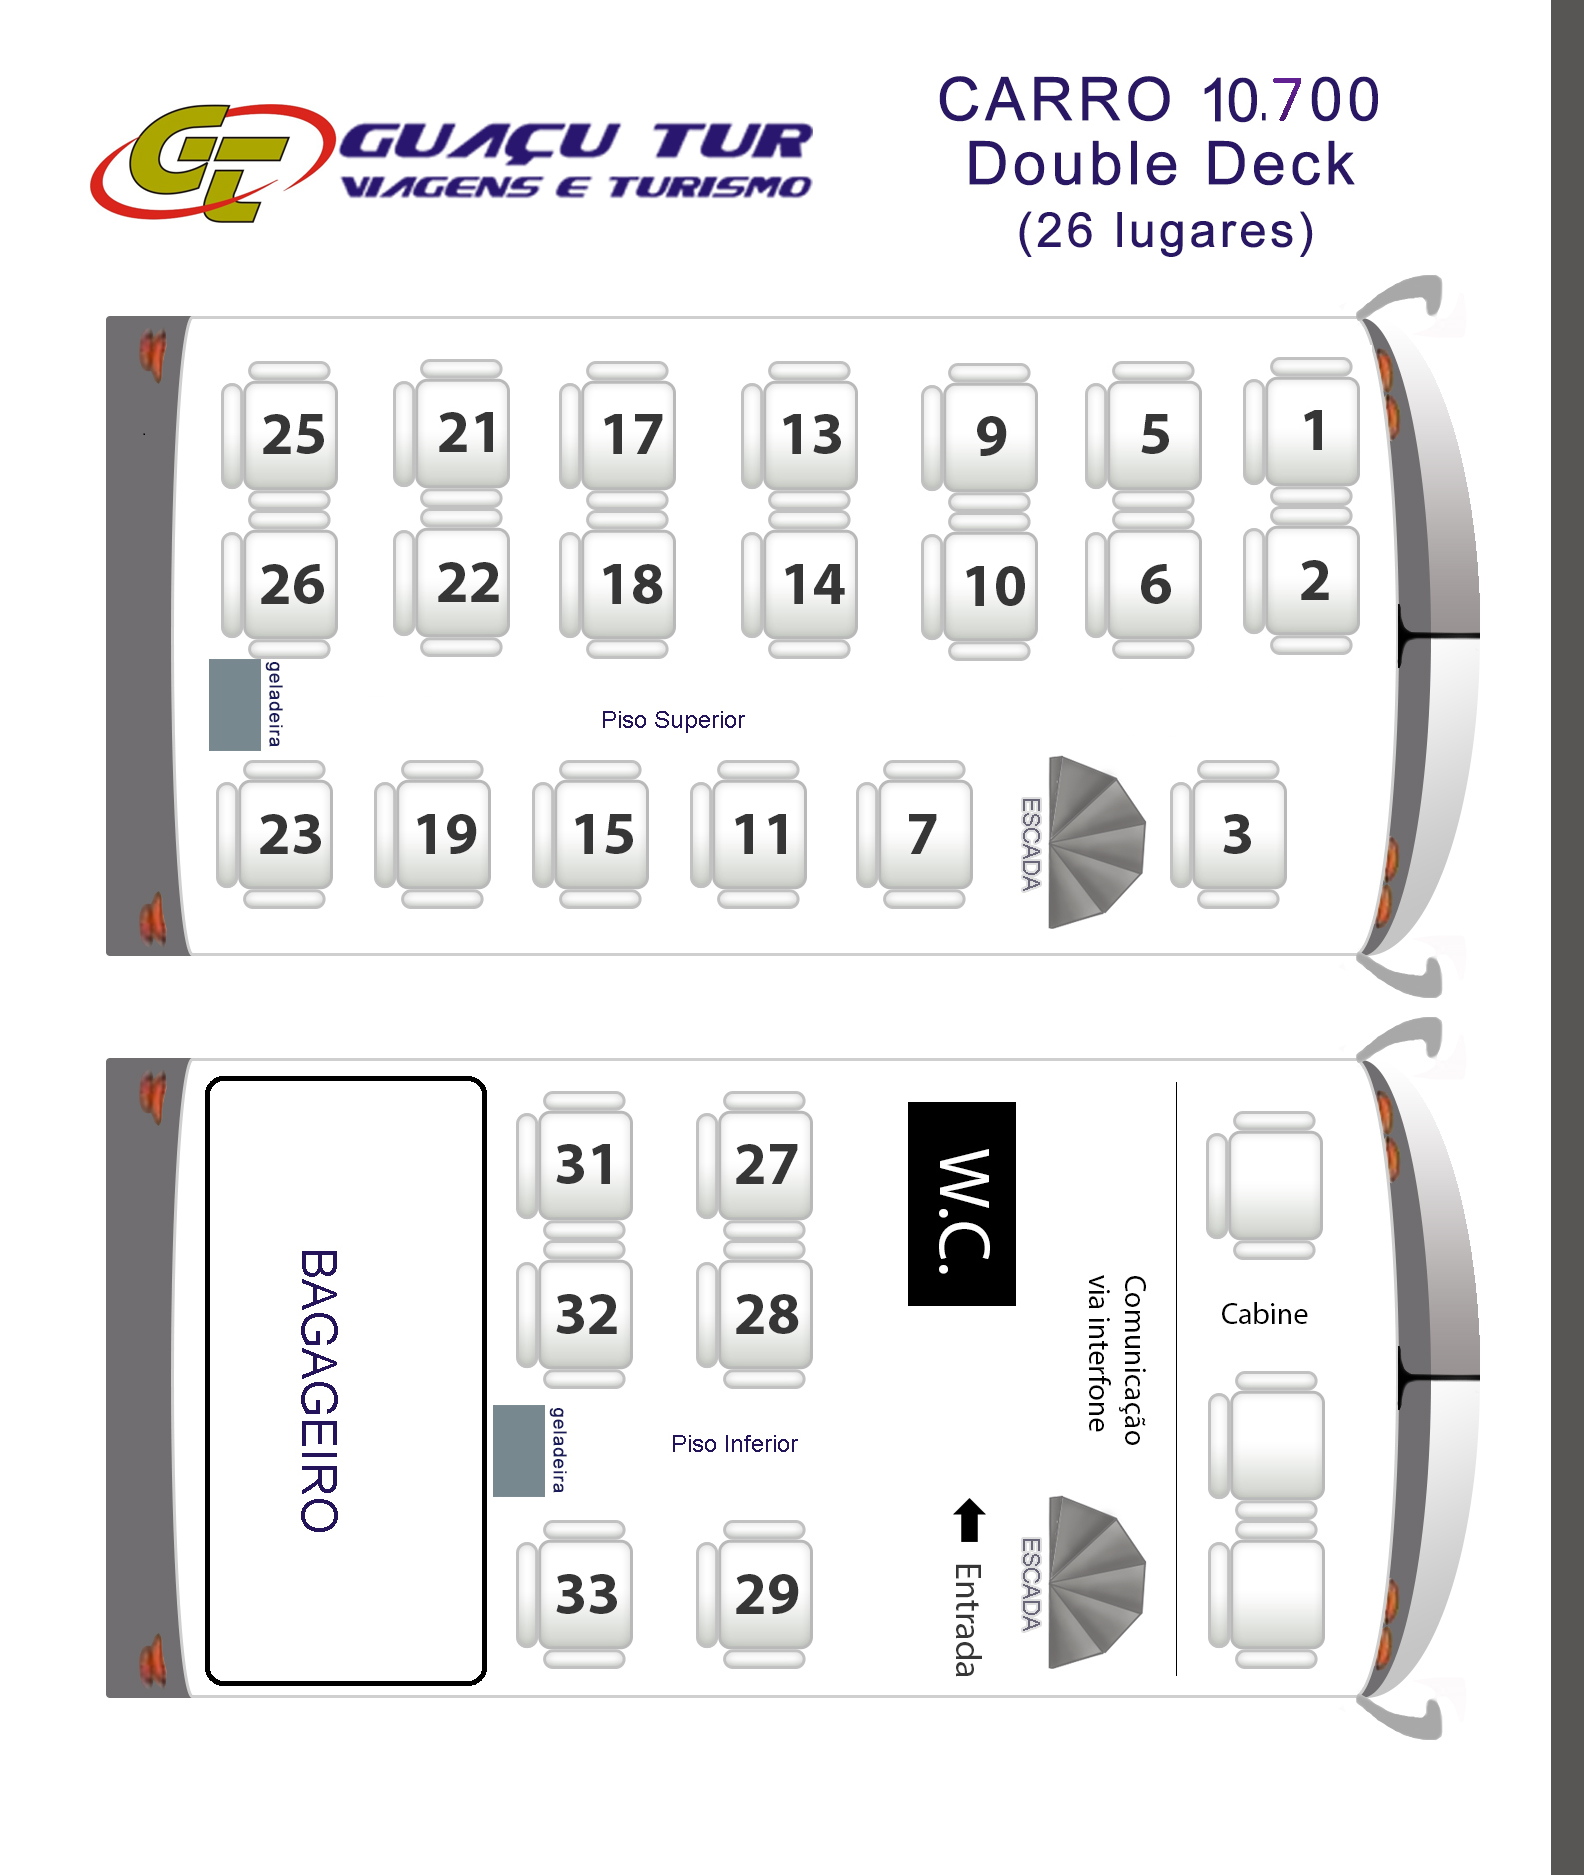 GT
GUAÇU TUR
VIAGENS E TURISMO
CARRO 10.700
Double Deck
(26 lugares)
25 21 17 13 9 5 1
26 22 18 14 10 6 2
geladeira
Piso Superior
23 19 15 11 7 ESCADA 3
BAGAGEIRO
31 27
32 28
W.C.
Comunicação
via interfone
Cabine
geladeira
Piso Inferior
33 29
Entrada
ESCADA